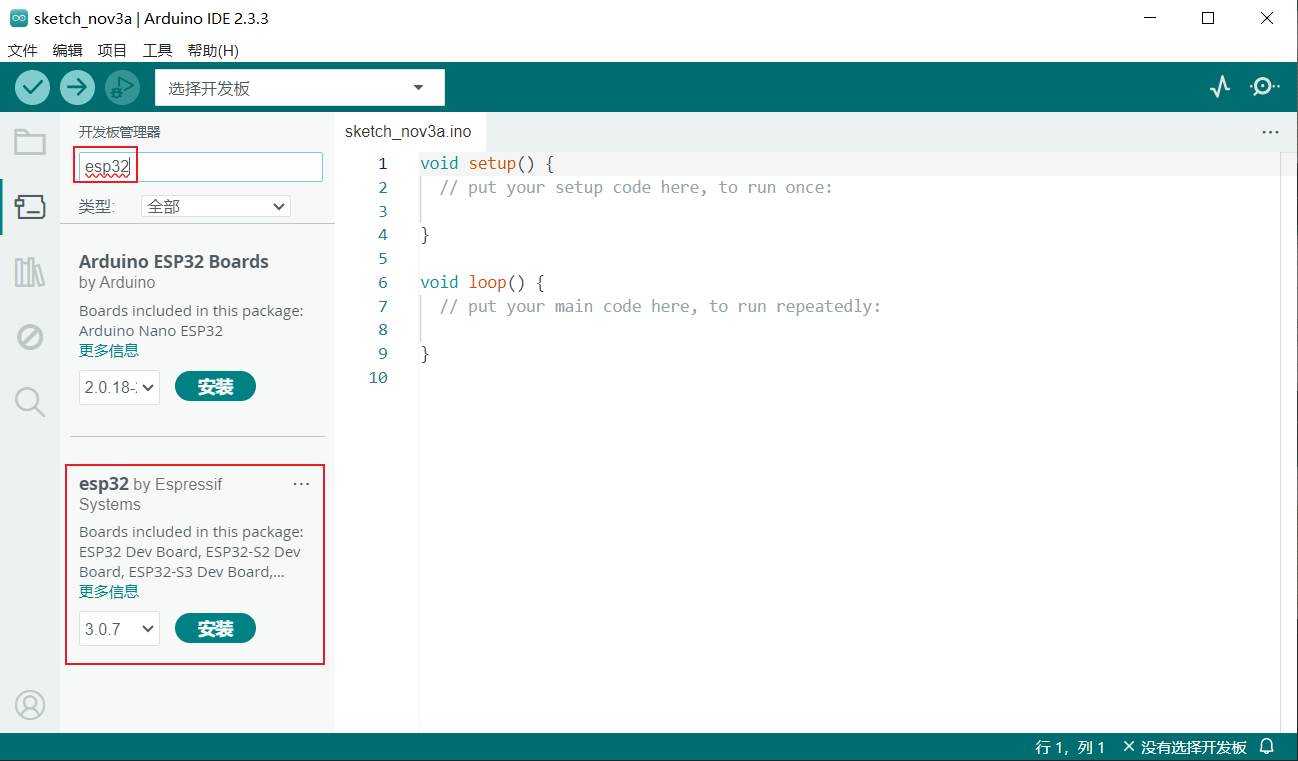 sketch_nov3a | Arduino IDE 2.3.3
文件 编辑 项目 工具 帮助(H)
选择开发板
开发板管理器
esp32
类型: 全部
Arduino ESP32 Boards
by Arduino
Boards included in this package:
Arduino Nano ESP32
更多信息
2.0.18- 安装
esp32 by Espressif
Systems
Boards included in this package:
ESP32 Dev Board, ESP32-S2 Dev
Board, ESP32-S3 Dev Board,...
更多信息
3.0.7 安装
sketch_nov3a.ino
1 void setup() {
2 // put your setup code here, to run once:
3
4 }
5
6 void loop() {
7 // put your main code here, to run repeatedly:
8
9 }
10
行 1，列 1 × 没有选择开发板